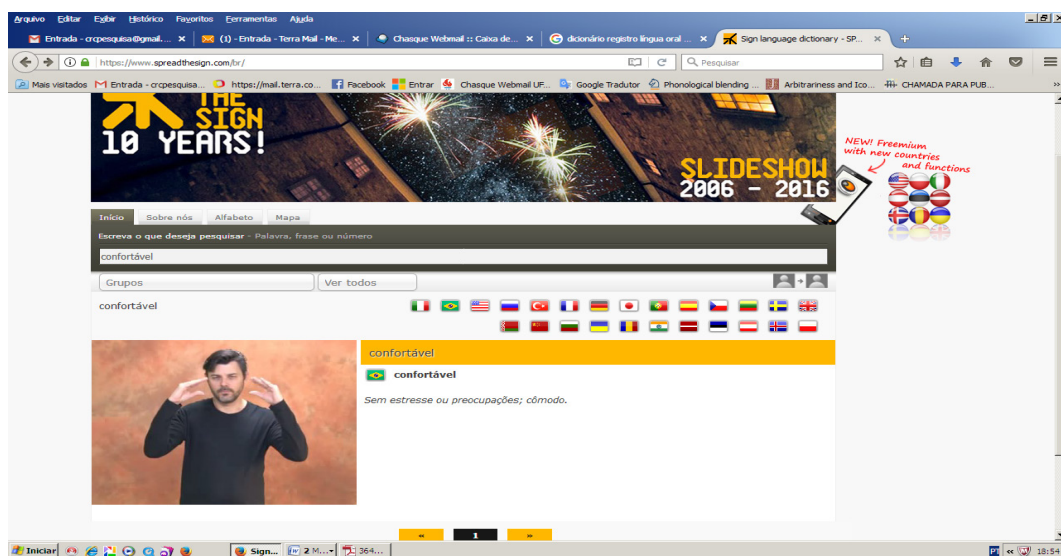 Arquivo Editar Exibir Histórico Favoritos Ferramentas Ajuda
Entrada - crcpesquisa@gmail.... × (1) - Entrada - Terra Mail - Me... × Chasque Webmail :: Caixa de... × dicionário registro língua oral ... × Sign language dictionary - SP... × +
https://www.spreadthesign.com/br/
Pesquisar
Mais visitados Entrada - crcpesquisa... https://mail.terra.co... Facebook Entrar Chasque Webmail UF... Google Tradutor Phonological blending ... Arbitrariness and Ico... CHAMADA PARA PUB... »
THE
SIGN
10 YEARS!
SLIDESHOW
2006 - 2016
NEW! Freemium
with new countries
and functions
Início Sobre nós Alfabeto Mapa
Escreva o que deseja pesquisar - Palavra, frase ou número
confortável
Grupos Ver todos
confortável
confortável
confortável
Sem estresse ou preocupações; cômodo.
« 1 »
Iniciar Sign... 2 M... 364... PT « 18:54